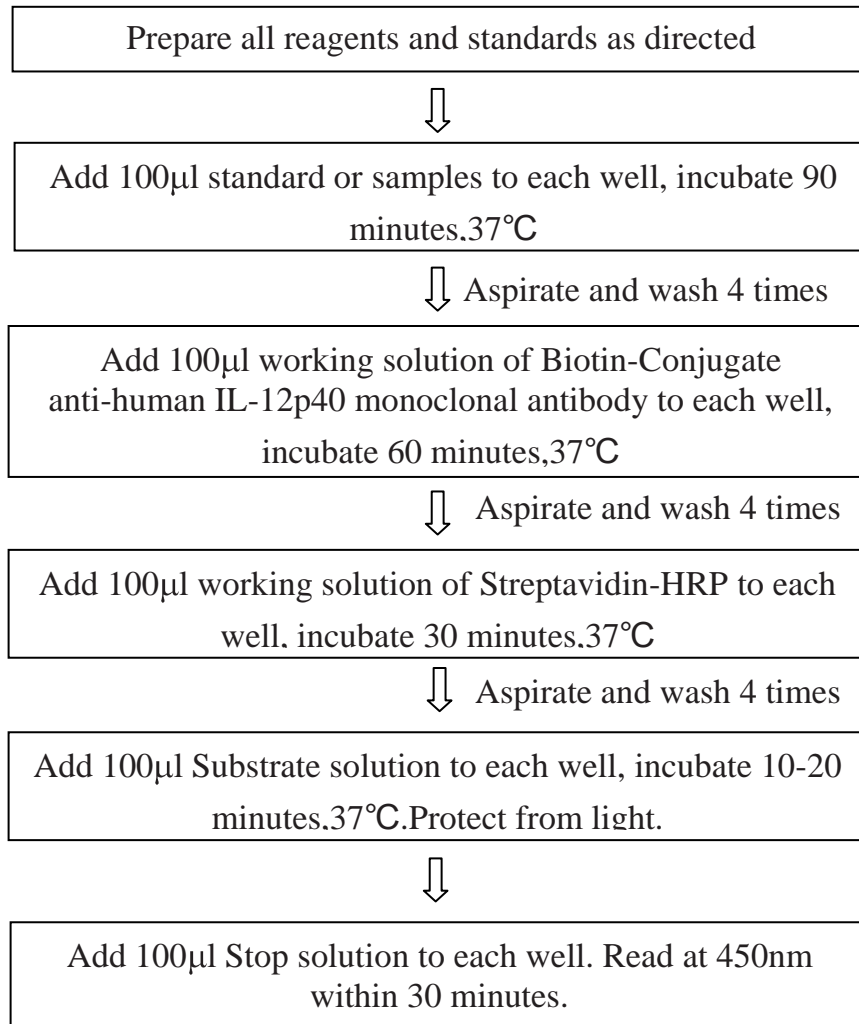 Prepare all reagents and standards as directed
Add 100μl standard or samples to each well, incubate 90
minutes,37℃
Aspirate and wash 4 times
Add 100μl working solution of Biotin-Conjugate
anti-human IL-12p40 monoclonal antibody to each well,
incubate 60 minutes,37℃
Aspirate and wash 4 times
Add 100μl working solution of Streptavidin-HRP to each
well, incubate 30 minutes,37℃
Aspirate and wash 4 times
Add 100μl Substrate solution to each well, incubate 10-20
minutes,37℃.Protect from light.
Add 100μl Stop solution to each well. Read at 450nm
within 30 minutes.